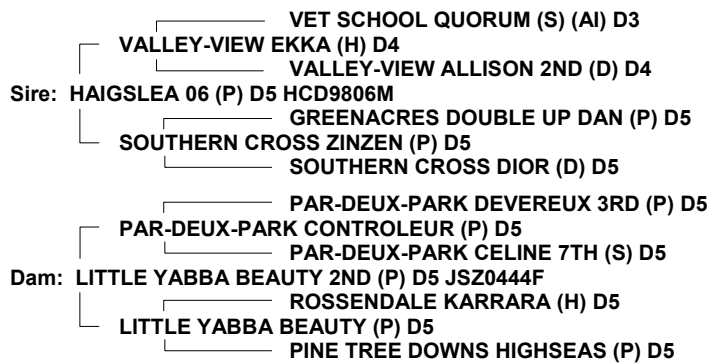 VET SCHOOL QUORUM (S) (AI) D3
VALLEY-VIEW EKKA (H) D4
VALLEY-VIEW ALLISON 2ND (D) D4
Sire: HAIGSLEA 06 (P) D5 HCD9806M
GREENACRES DOUBLE UP DAN (P) D5
SOUTHERN CROSS ZINZEN (P) D5
SOUTHERN CROSS DIOR (D) D5
PAR-DEUX-PARK DEVEREUX 3RD (P) D5
PAR-DEUX-PARK CONTROLEUR (P) D5
PAR-DEUX-PARK CELINE 7TH (S) D5
Dam: LITTLE YABBA BEAUTY 2ND (P) D5 JSZ0444F
ROSSENDALE KARRARA (H) D5
LITTLE YABBA BEAUTY (P) D5
PINE TREE DOWNS HIGHSEAS (P) D5